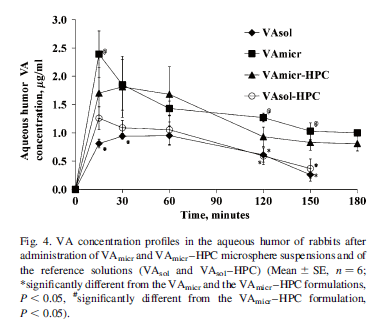 3.0
2.5
2.0
1.5
1.0
0.5
0.0
Aqueous humor VA
concentration, µg/ml
VAsol
VAmicr
VAmicr-HPC
VAsol-HPC
@
@
@
*
*
*
*
*
#
0
30
60
90
120
150
180
Time, minutes
Fig. 4. VA concentration profiles in the aqueous humor of rabbits after
administration of VAmicr and VAmicr–HPC microsphere suspensions and of
the reference solutions (VAsol and VAsol–HPC) (Mean ± SE, n = 6;
*significantly different from the VAmicr and the VAmicr–HPC formulations,
P < 0.05, #significantly different from the VAmicr–HPC formulation,
P < 0.05).